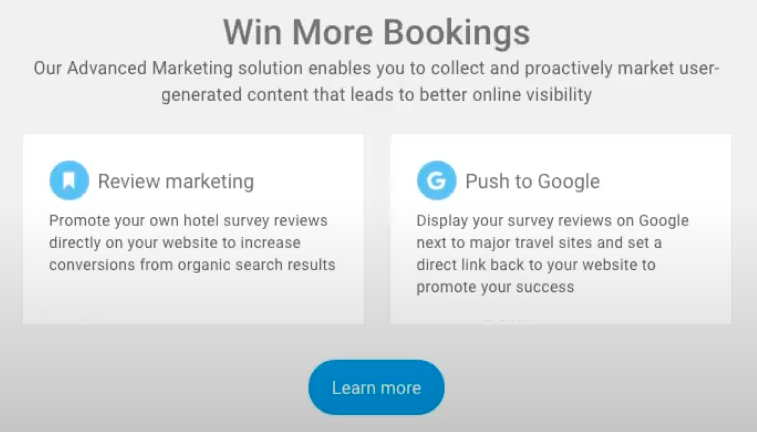 Win More Bookings
Our Advanced Marketing solution enables you to collect and proactively market user-
generated content that leads to better online visibility
Review marketing
Promote your own hotel survey reviews
directly on your website to increase
conversions from organic search results
Push to Google
Display your survey reviews on Google
next to major travel sites and set a
direct link back to your website to
promote your success
Learn more